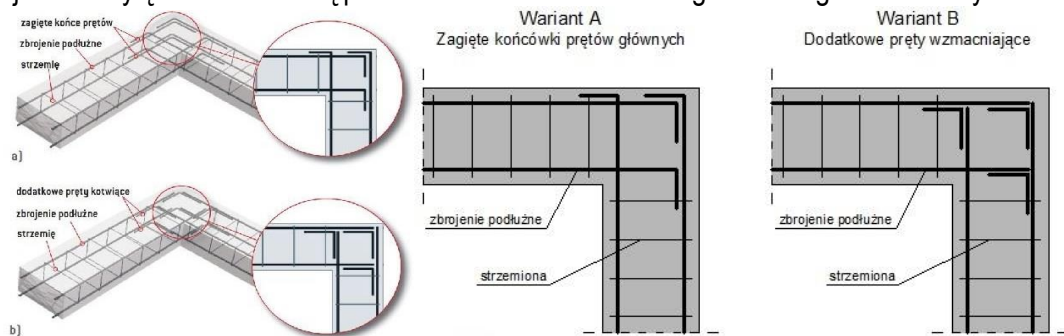 zagięte końce prętów
zbrojenie podłużne
strzemię
a)
dodatkowe pręty kotwiące
zbrojenie podłużne
strzemię
b)
Wariant A
Zagięte końcówki prętów głównych
zbrojenie podłużne
strzemiona
Wariant B
Dodatkowe pręty wzmacniające
zbrojenie podłużne
strzemiona